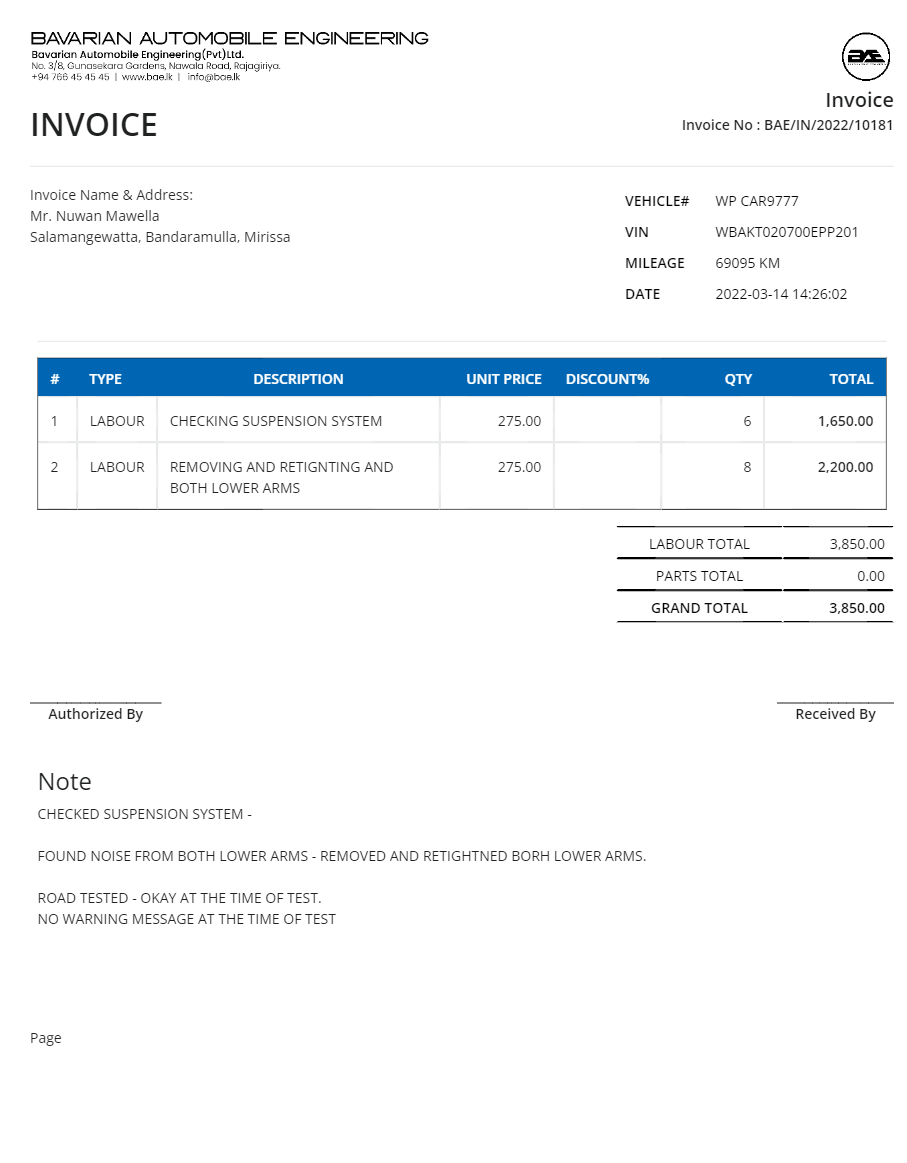 BAVARIAN AUTOMOBILE ENGINEERING
Bavarian Automobile Engineering(Pvt)Ltd.
No. 3/8, Gunasekara Gardens, Nawala Road, Rajagiriya.
+94 766 45 45 45 | www.bae.lk | info@bae.lk
BAE
Invoice
INVOICE
Invoice No : BAE/IN/2022/10181
Invoice Name & Address:
Mr. Nuwan Mawella
Salamangewatta, Bandaramulla, Mirissa
VEHICLE# WP CAR9777
VIN WBAKT020700EPP201
MILEAGE 69095 KM
DATE 2022-03-14 14:26:02
# TYPE DESCRIPTION UNIT PRICE DISCOUNT% QTY TOTAL
1 LABOUR CHECKING SUSPENSION SYSTEM 275.00 6 1,650.00
2 LABOUR REMOVING AND RETIGNTING AND 275.00 8 2,200.00
BOTH LOWER ARMS
LABOUR TOTAL 3,850.00
PARTS TOTAL 0.00
GRAND TOTAL 3,850.00
Authorized By
Received By
Note
CHECKED SUSPENSION SYSTEM -
FOUND NOISE FROM BOTH LOWER ARMS - REMOVED AND RETIGHTNED BORH LOWER ARMS.
ROAD TESTED - OKAY AT THE TIME OF TEST.
NO WARNING MESSAGE AT THE TIME OF TEST
Page